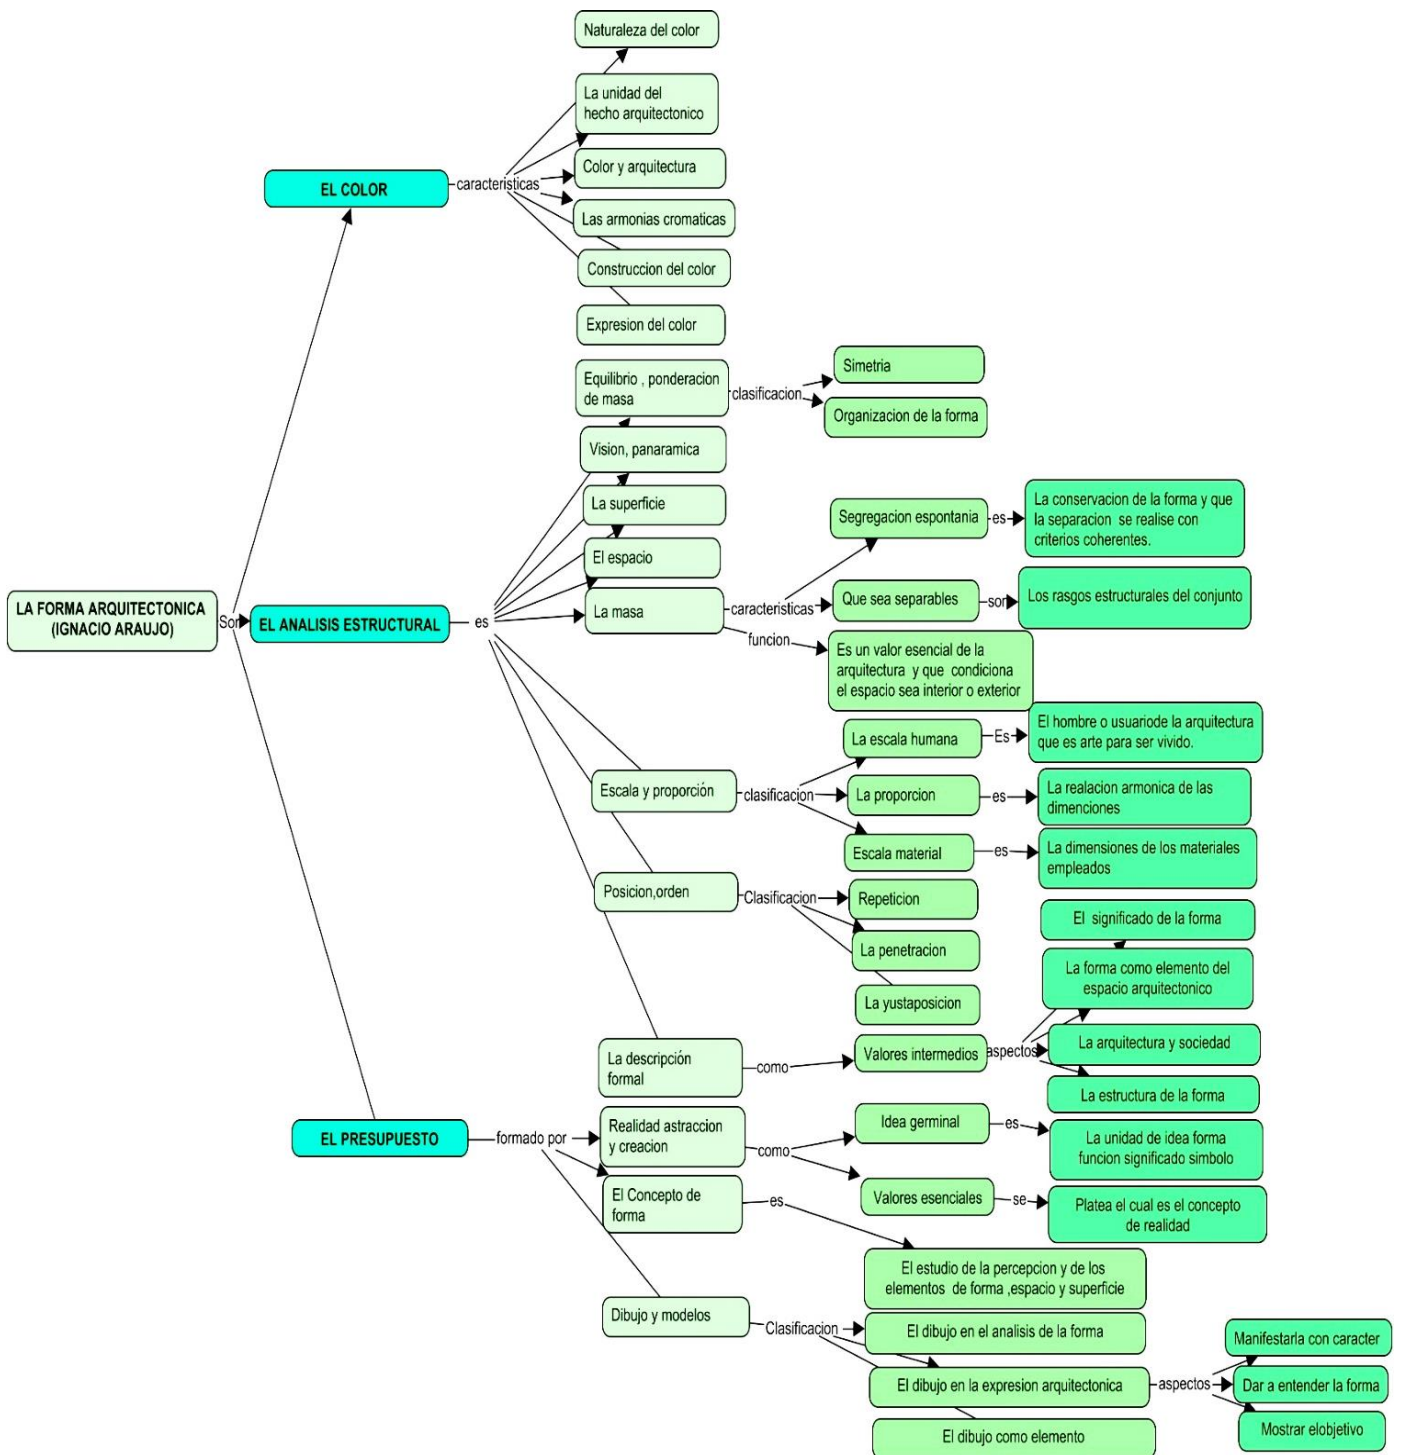 Naturaleza del color
La unidad del
hecho arquitectonico
Color y arquitectura
EL COLOR
caracteristicas
Las armonias cromaticas
Construccion del color
Expresion del color
Equilibrio , ponderacion
de masa
clasificacion
Simetria
Organizacion de la forma
Vision, panaramica
La superficie
El espacio
La masa
caracteristicas
Segregacion espontania
es
La conservacion de la forma y que
la separacion se realise con
criterios coherentes.
Que sea separables
son
Los rasgos estructurales del conjunto
funcion
Es un valor esencial de la
arquitectura y que condiciona
el espacio sea interior o exterior
LA FORMA ARQUITECTONICA
(IGNACIO ARAUJO)
Son
EL ANALISIS ESTRUCTURAL
es
Escala y proporción
clasificacion
La escala humana
Es
El hombre o usuariode la arquitectura
que es arte para ser vivido.
La proporcion
es
La realacion armonica de las
dimenciones
Escala material
es
La dimensiones de los materiales
empleados
Posicion,orden
Clasificacion
Repeticion
La penetracion
La yustaposicion
La descripción
formal
como
Valores intermedios
aspectos
El significado de la forma
La forma como elemento del
espacio arquitectonico
La arquitectura y sociedad
La estructura de la forma
EL PRESUPUESTO
formado por
Realidad astraccion
y creacion
como
Idea germinal
es
La unidad de idea forma
funcion significado simbolo
Valores esenciales
se
Platea el cual es el concepto
de realidad
El Concepto de
forma
es
El estudio de la percepcion y de los
elementos de forma ,espacio y superficie
Dibujo y modelos
Clasificacion
El dibujo en el analisis de la forma
El dibujo en la expresion arquitectonica
aspectos
Manifestarla con caracter
Dar a entender la forma
Mostrar elobjetivo
El dibujo como elemento